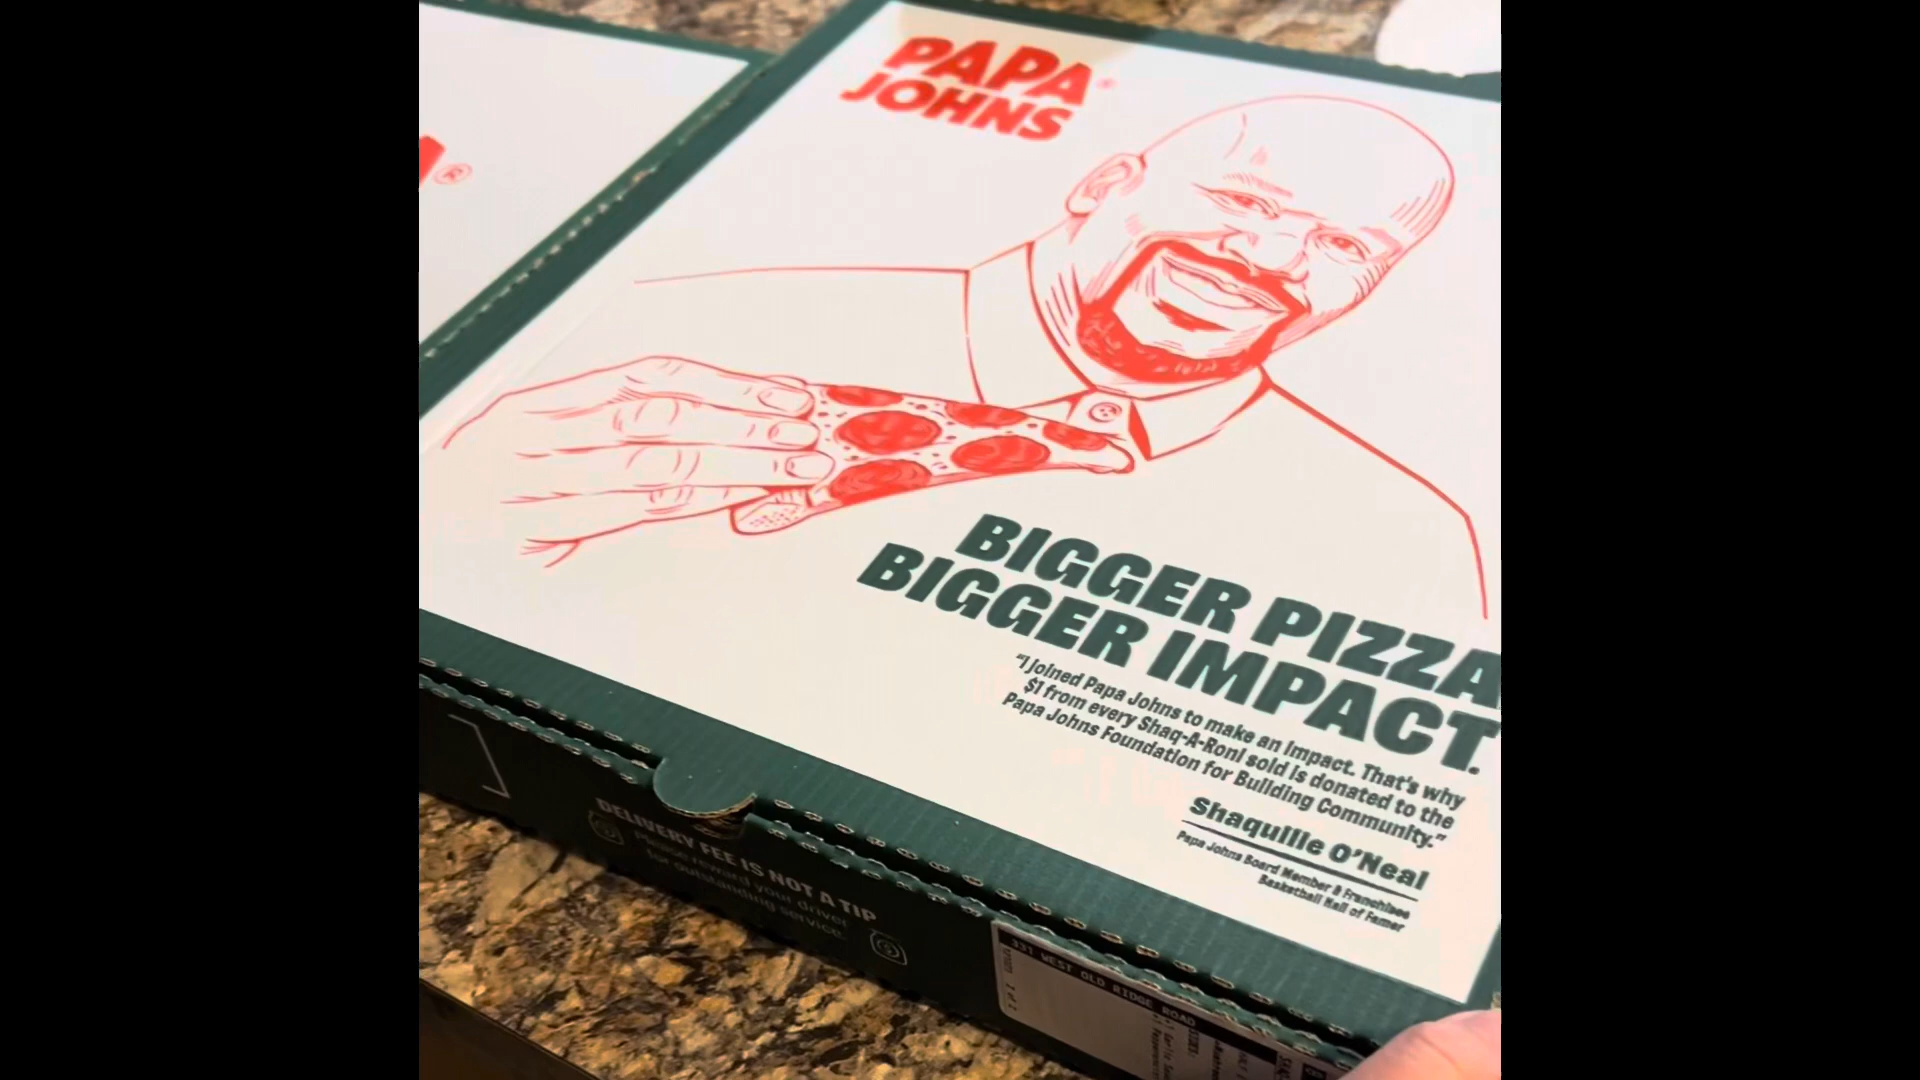 PAPA
JOHNS
BIGGER PIZZA
BIGGER IMPACT.
"I joined Papa Johns to make an impact. That's why
$1 from every Shaq-A-Roni sold is donated to the
Papa Johns Foundation for Building Community."
Shaquille O'Neal
Papa Johns Board Member & Franchisee
Basketball Hall of Famer
DELIVERY FEE IS NOT A TIP
Please reward your driver
for outstanding service.
331 WEST OLD RIDGE ROAD